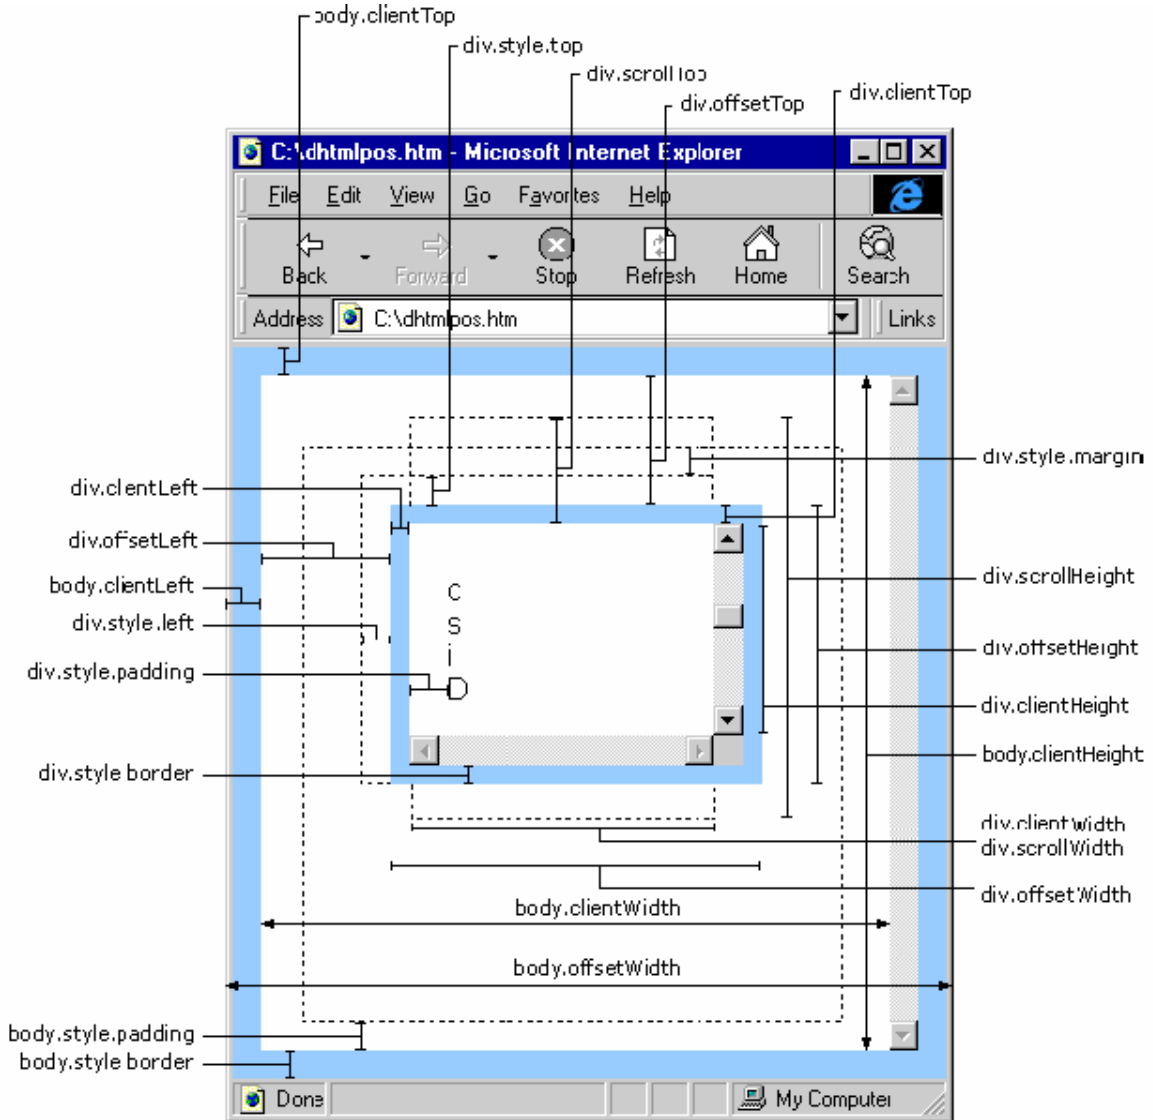 body.clientTop
div.style.top
div.scrollTop
div.offsetTop
div.clientTop
C:\dhtmlpos.htm - Microsoft Internet Explorer
File Edit View Go Favorites Help
Back Forward Stop Refresh Home Search
Address C:\dhtmlpos.htm Links
div.style.margin
div.clentLeft
div.offsetLeft
body.clientLeft
div.scrollHeight
div.style.left
div.offsetHeight
div.style.padding
div.clientHeight
body.clientHeight
div.style border
C
S
i
D
div.clientWidth
div.scrollWidth
div.offsetWidth
body.clientWidth
body.offsetWidth
body.style.padding
body.style border
Done My Computer